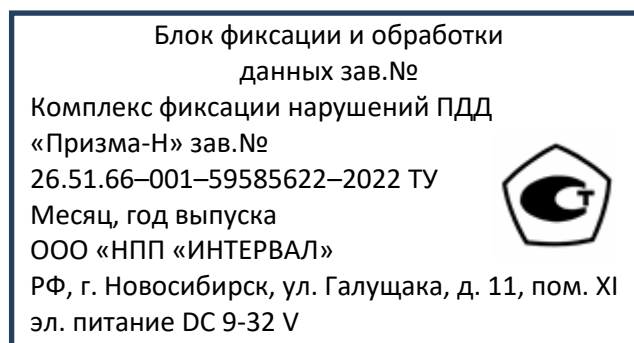 Блок фиксации и обработки
данных зав.№
Комплекс фиксации нарушений ПДД
«Призма-Н» зав.№
26.51.66–001–59585622–2022 ТУ
Месяц, год выпуска
ООО «НПП «ИНТЕРВАЛ»
РФ, г. Новосибирск, ул. Галущака, д. 11, пом. XI
эл. питание DC 9-32 V